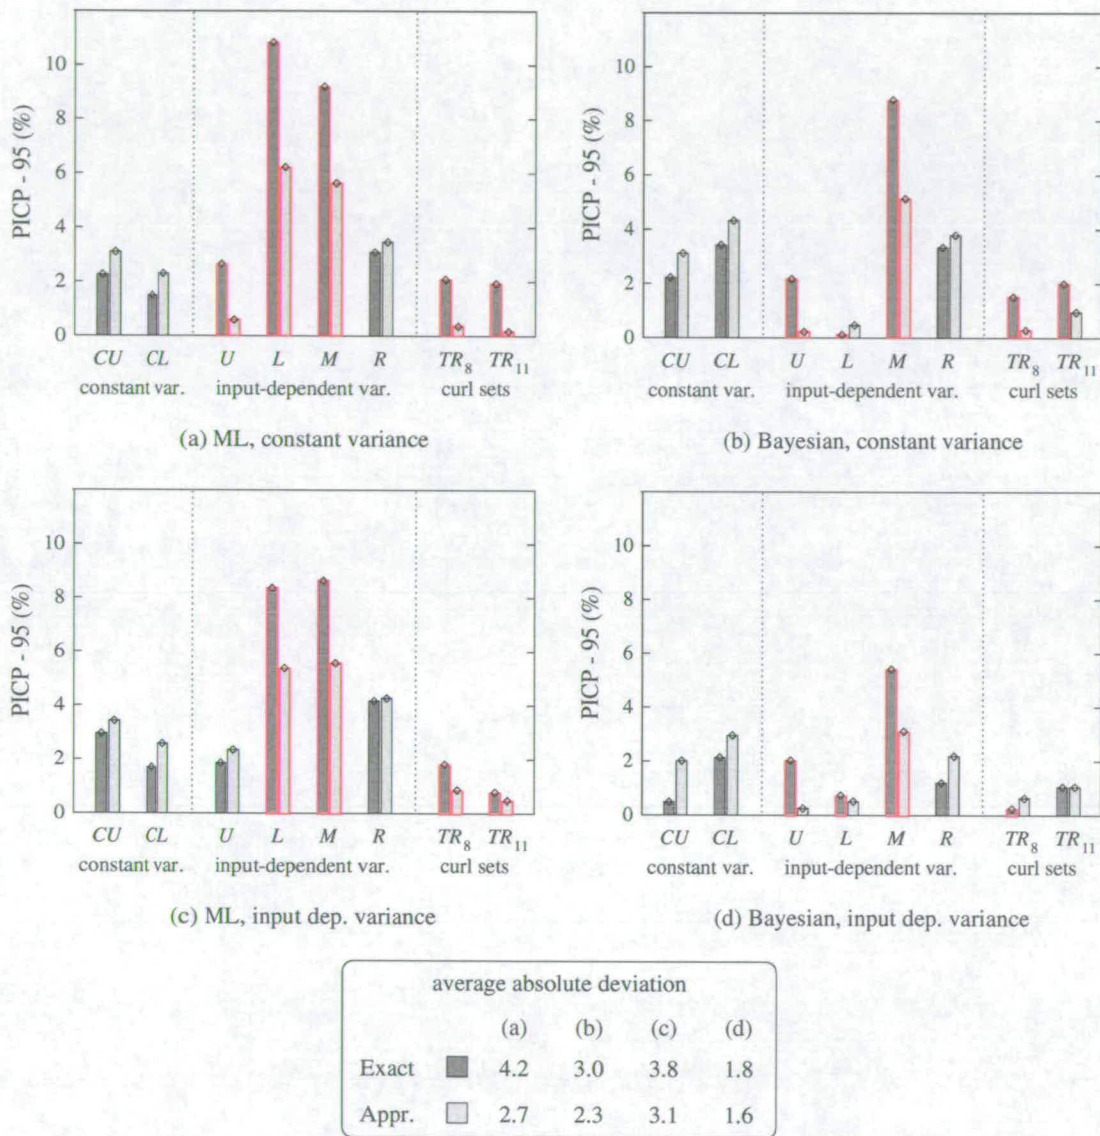 PICP - 95 (%)
10
8
6
4
2
0
CU CL U L M R TR8 TR11
constant var. input-dependent var. curl sets
(a) ML, constant variance
PICP - 95 (%)
10
8
6
4
2
0
CU CL U L M R TR8 TR11
constant var. input-dependent var. curl sets
(b) Bayesian, constant variance
PICP - 95 (%)
10
8
6
4
2
0
CU CL U L M R TR8 TR11
constant var. input-dependent var. curl sets
(c) ML, input dep. variance
PICP - 95 (%)
10
8
6
4
2
0
CU CL U L M R TR8 TR11
constant var. input-dependent var. curl sets
(d) Bayesian, input dep. variance
average absolute deviation
(a) (b) (c) (d)
Exact 4.2 3.0 3.8 1.8
Appr. 2.7 2.3 3.1 1.6